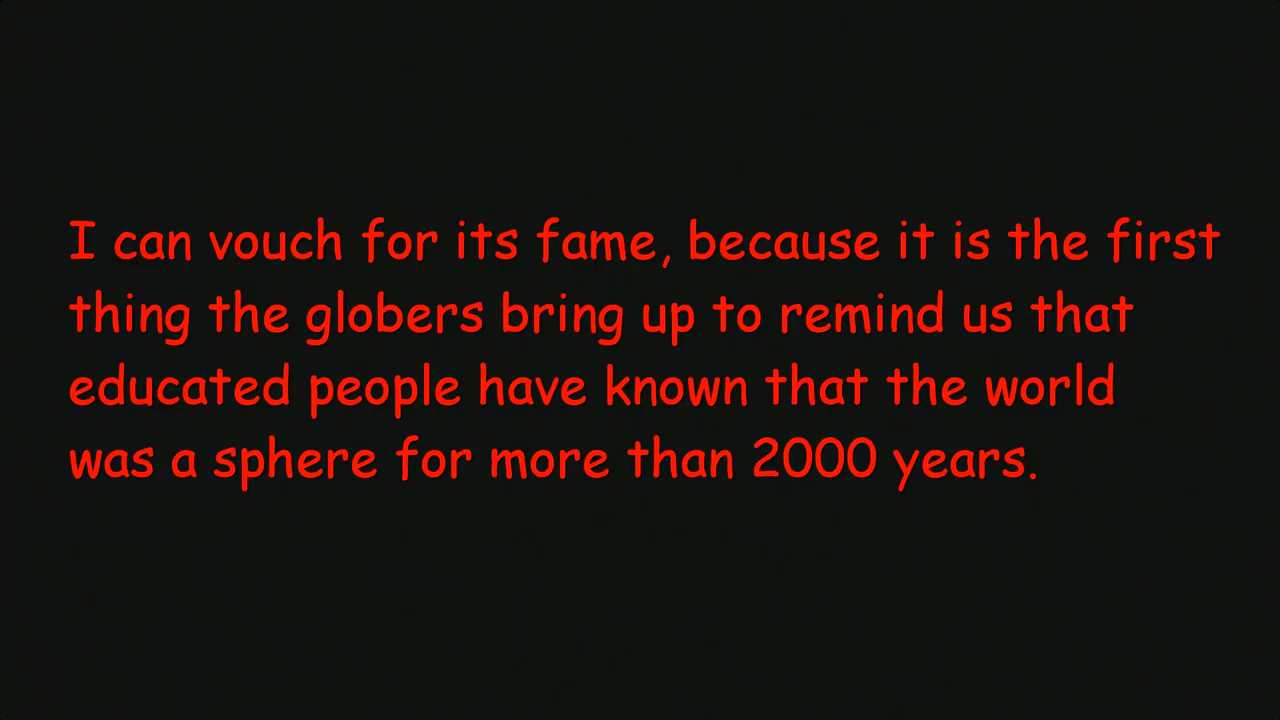 I can vouch for its fame, because it is the first
thing the globers bring up to remind us that
educated people have known that the world
was a sphere for more than 2000 years.